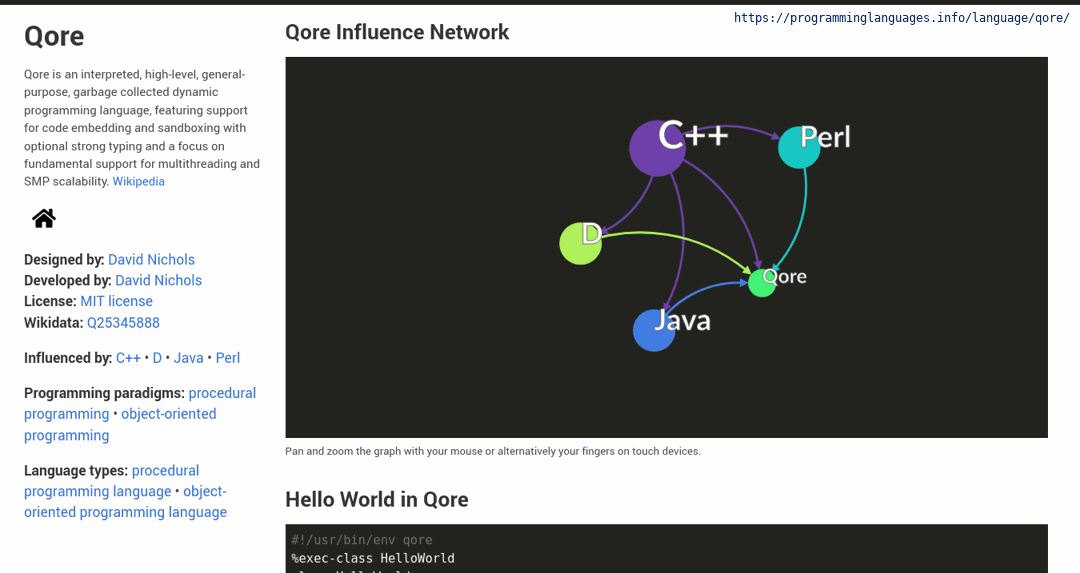 https://programminglanguages.info/language/qore/
Qore
Qore is an interpreted, high-level, general-
purpose, garbage collected dynamic
programming language, featuring support
for code embedding and sandboxing with
optional strong typing and a focus on
fundamental support for multithreading and
SMP scalability. Wikipedia
Designed by: David Nichols
Developed by: David Nichols
License: MIT license
Wikidata: Q25345888
Influenced by: C++ • D • Java • Perl
Programming paradigms: procedural
programming • object-oriented
programming
Language types: procedural
programming language • object-
oriented programming language
Qore Influence Network
C++
Perl
D
Qore
Java
Pan and zoom the graph with your mouse or alternatively your fingers on touch devices.
Hello World in Qore
#!/usr/bin/env qore
%exec-class HelloWorld